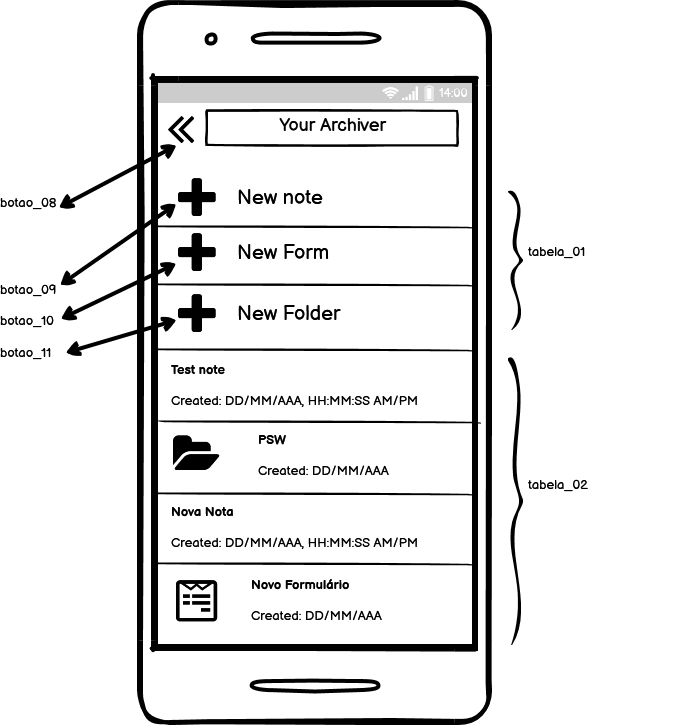 14:00
Your Archiver
botao_08
New note
tabela_01
New Form
botao_09
New Folder
botao_10
botao_11
Test note
Created: DD/MM/AAA, HH:MM:SS AM/PM
PSW
Created: DD/MM/AAA
tabela_02
Nova Nota
Created: DD/MM/AAA, HH:MM:SS AM/PM
Novo Formulário
Created: DD/MM/AAA